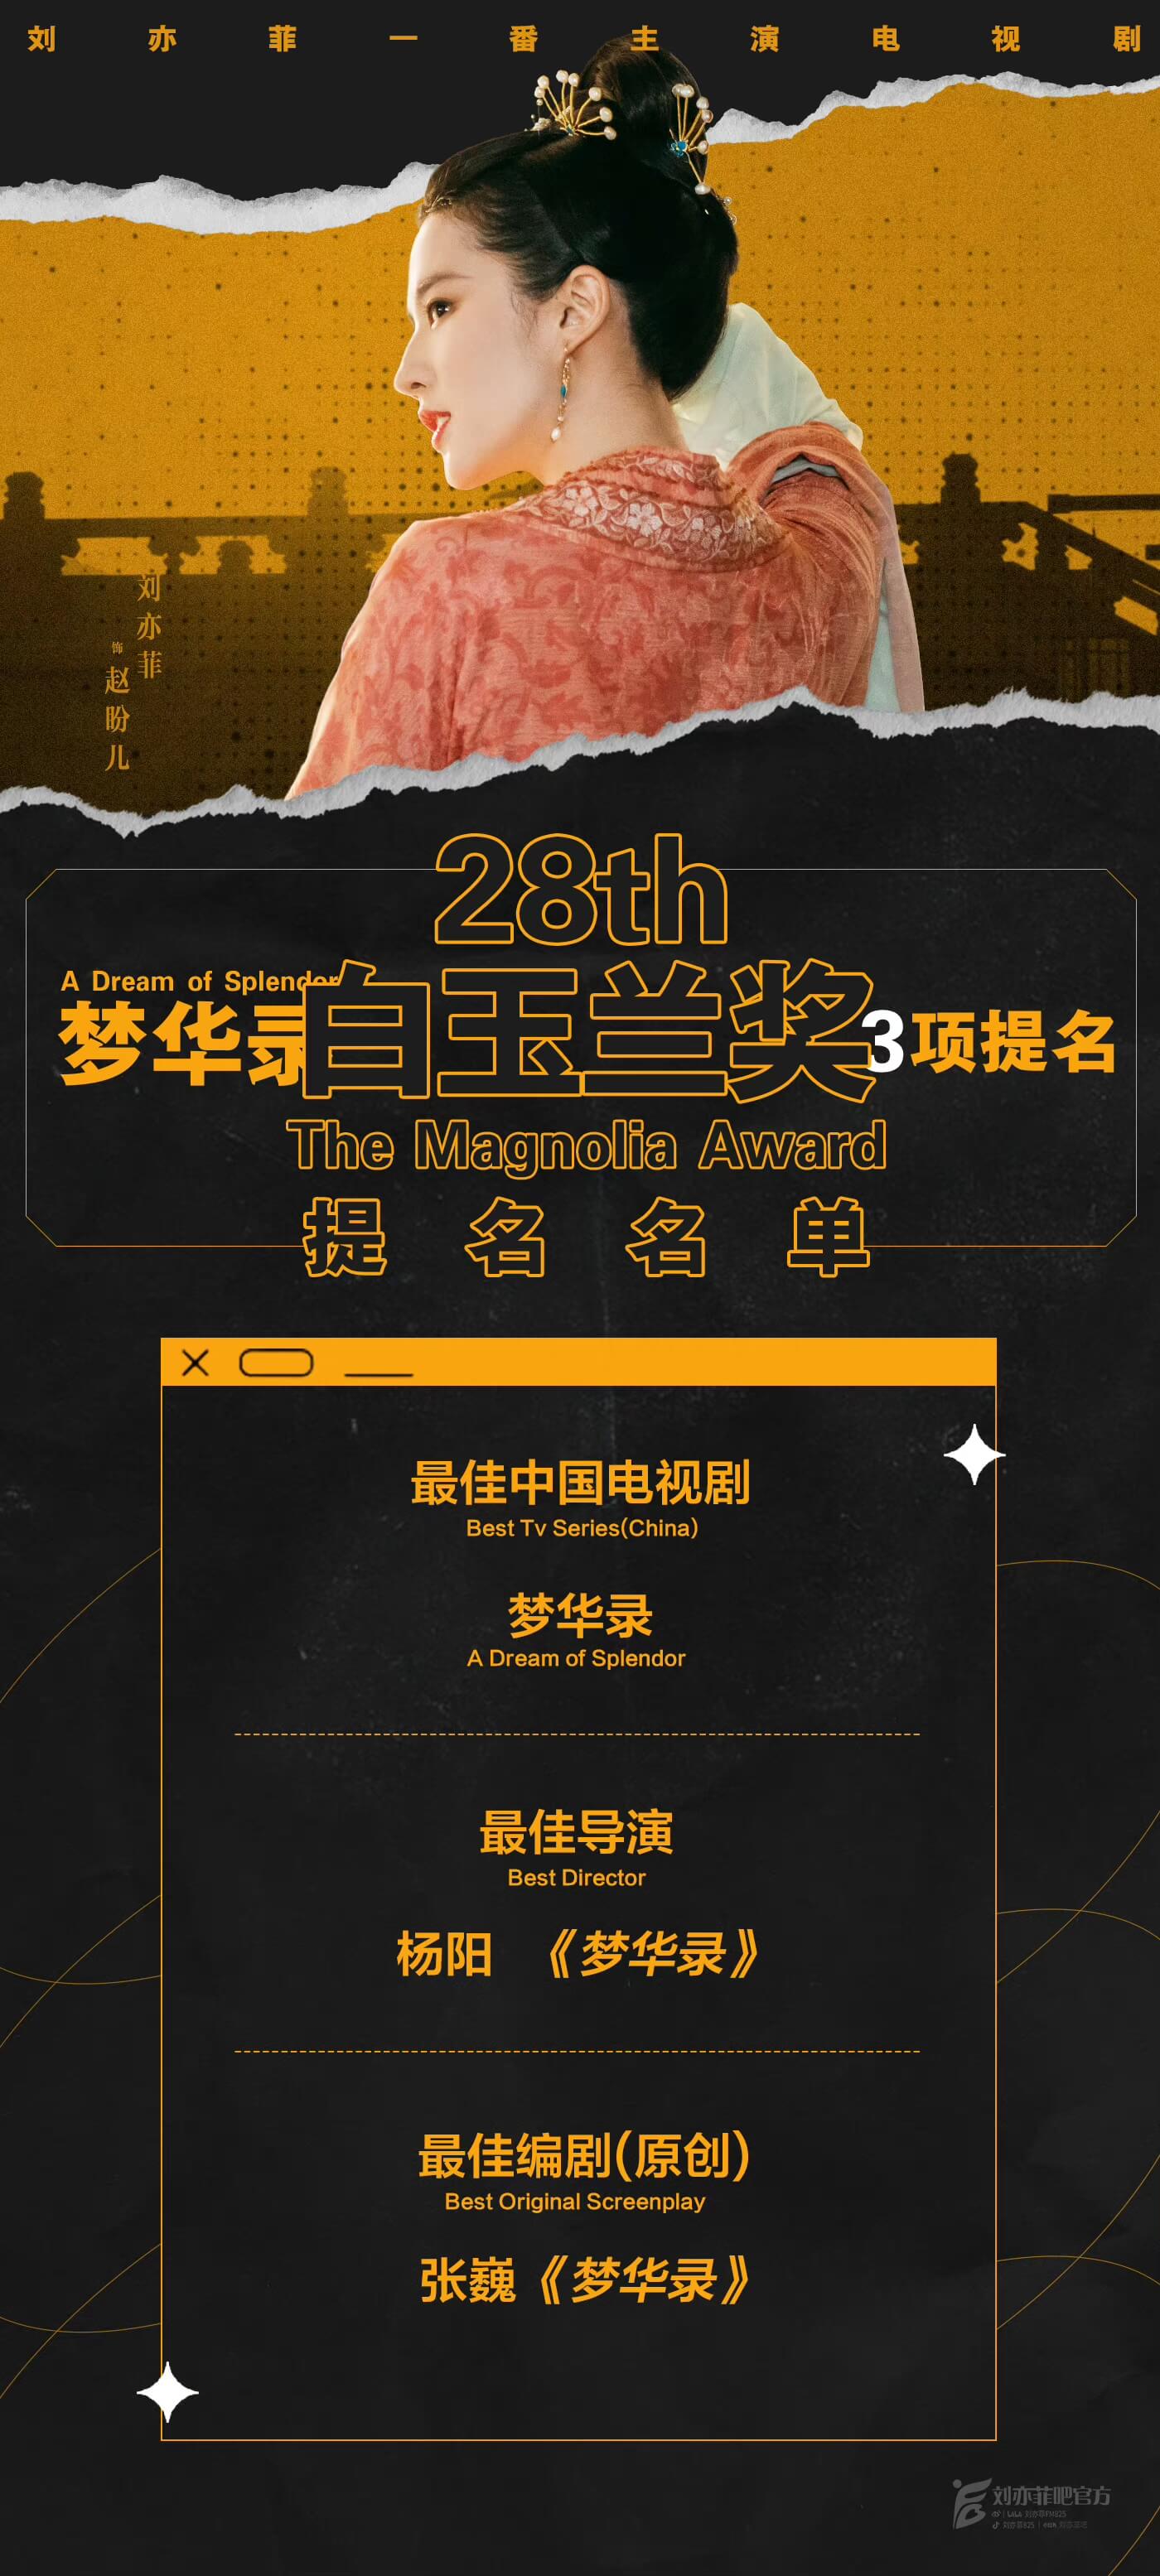 刘亦菲一番主演电视剧
刘亦菲
饰
赵盼儿
28th
A Dream of Splendor
梦华录
白玉兰奖
3项提名
The Magnolia Award
提名名单
最佳中国电视剧
Best Tv Series(China)
梦华录
A Dream of Splendor
最佳导演
Best Director
杨阳 《梦华录》
最佳编剧(原创)
Best Original Screenplay
张巍《梦华录》
刘亦菲吧官方